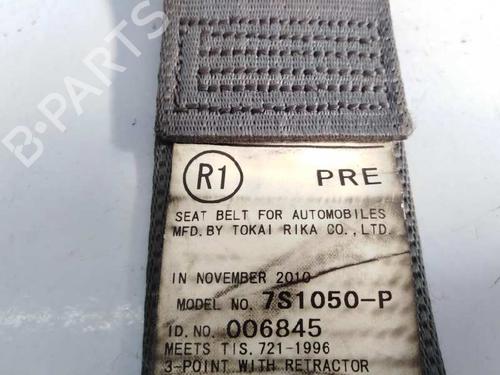 B-PARTS
R1 PRE
SEAT BELT FOR AUTOMOBILES
MFD. BY TOKAI RIKA CO., LTD.
IN NOVEMBER 2010
MODEL NO. 7S1050-P
ID. NO. 006845
MEETS TIS. 721-1996
3-POINT WITH RETRACTOR